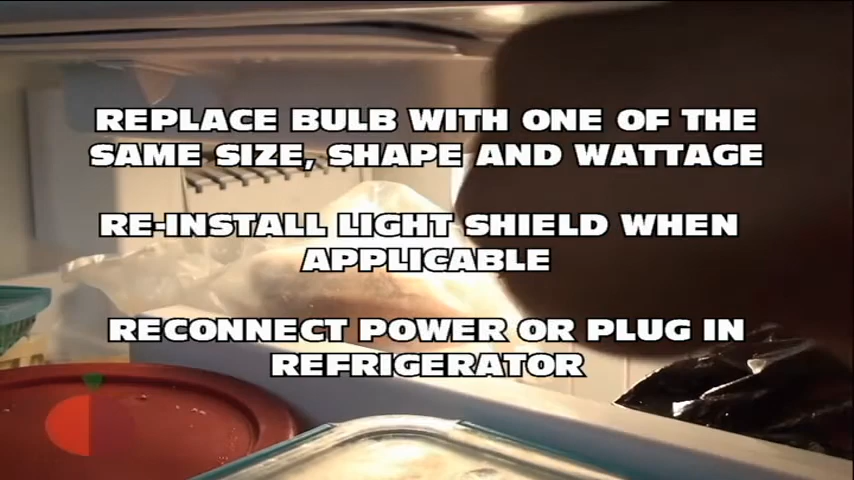 REPLACE BULB WITH ONE OF THE
SAME SIZE, SHAPE AND WATTAGE
RE-INSTALL LIGHT SHIELD WHEN
APPLICABLE
RECONNECT POWER OR PLUG IN
REFRIGERATOR